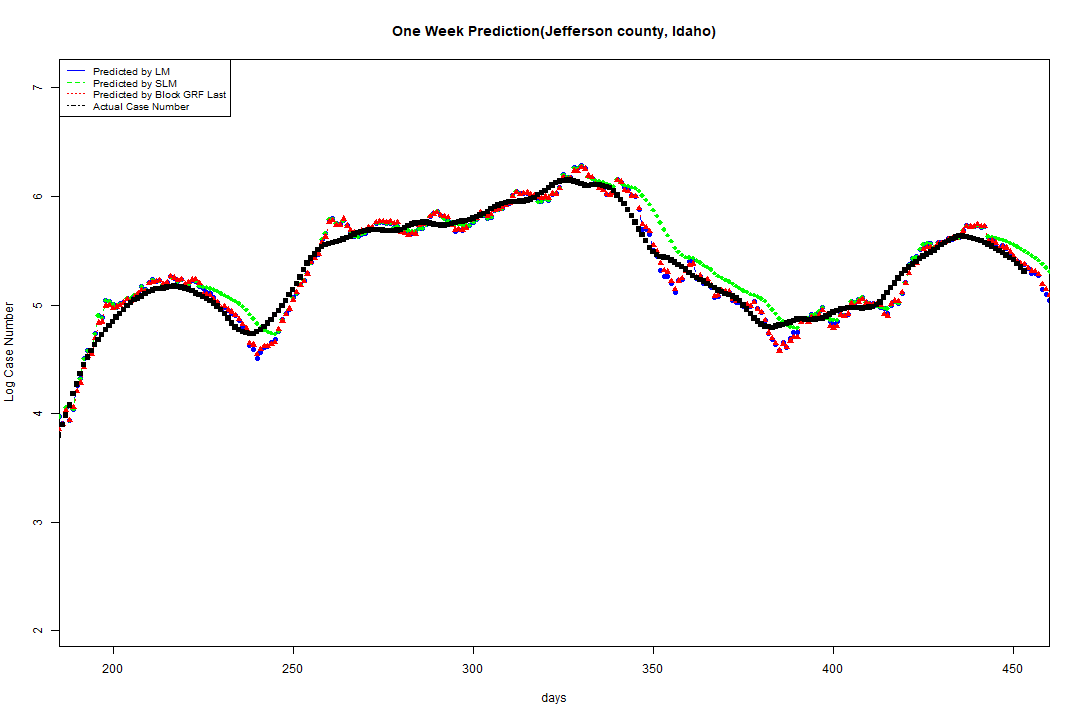 One Week Prediction(Jefferson county, Idaho)
Predicted by LM
Predicted by SLM
Predicted by Block GRF Last
Actual Case Number
7
6
5
4
3
2
Log Case Number
200 250 300 350 400 450
days